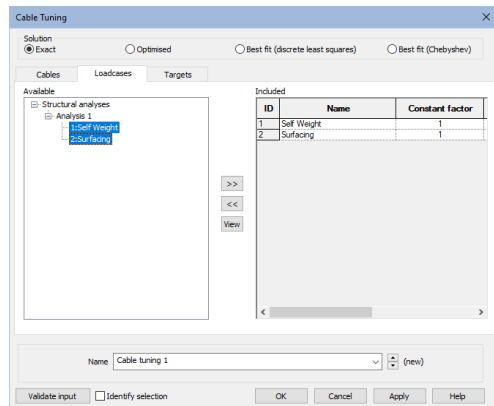 Cable Tuning
Solution
Exact Optimised Best fit (discrete least squares) Best fit (Chebyshev)
Cables Loadcases Targets
Available Included
Structural analyses
Analysis 1
1:Self Weight
2:Surfacing
ID Name Constant factor
1 Self Weight 1
2 Surfacing 1
>>
<<
View
Name Cable tuning 1 (new)
Validate input Identify selection OK Cancel Apply Help